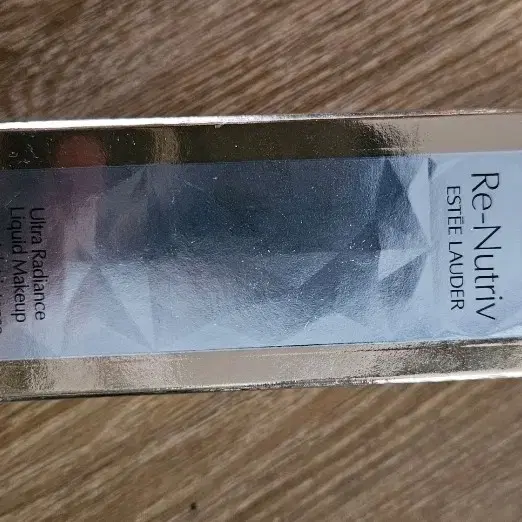 Re-Nutriv
ESTĒE LAUDER
Ultra Radiance
Liquid Makeup